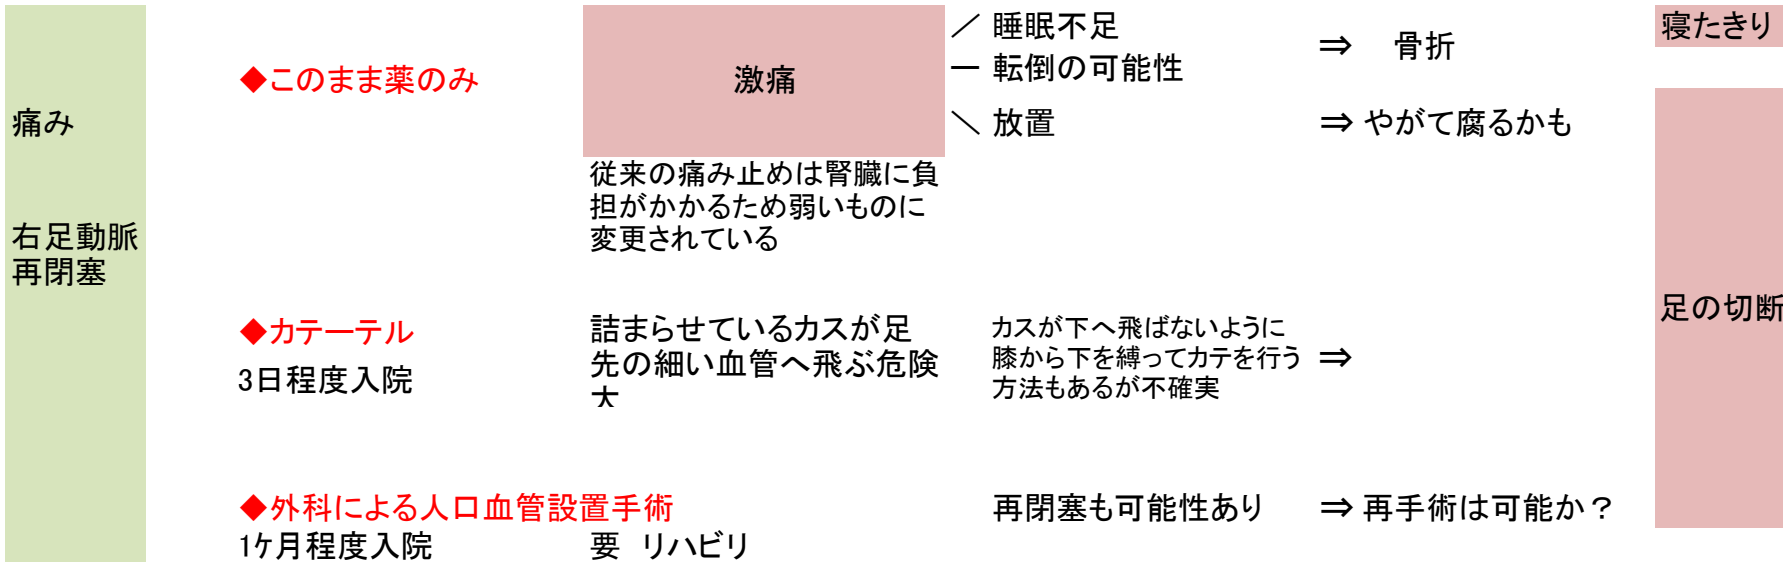 痛み
右足動脈
再閉塞
◆このまま薬のみ
激痛
／ 睡眠不足
ー 転倒の可能性
＼ 放置
⇒ 骨折
⇒ やがて腐るかも
寝たきり
従来の痛み止めは腎臓に負
担がかかるため弱いものに
変更されている
◆カテーテル
3日程度入院
詰まらせているカスが足
先の細い血管へ飛ぶ危険
大
カスが下へ飛ばないように
膝から下を縛ってカテを行う
方法もあるが不確実
⇒
足の切断
◆外科による人口血管設置手術
1ケ月程度入院
要 リハビリ
再閉塞も可能性あり
⇒ 再手術は可能か？